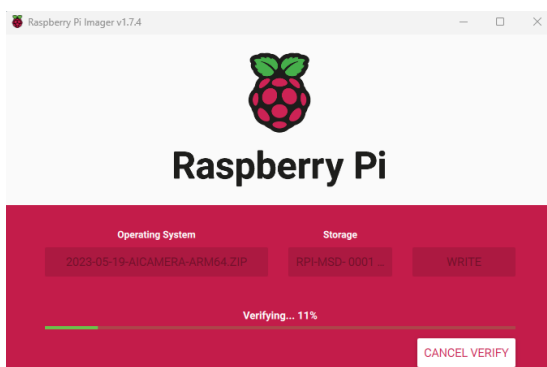 Raspberry Pi Imager v1.7.4
Raspberry Pi
Operating System
Storage
2023-05-19-AICAMERA-ARM64.ZIP
RPI-MSD- 0001 ...
WRITE
Verifying... 11%
CANCEL VERIFY